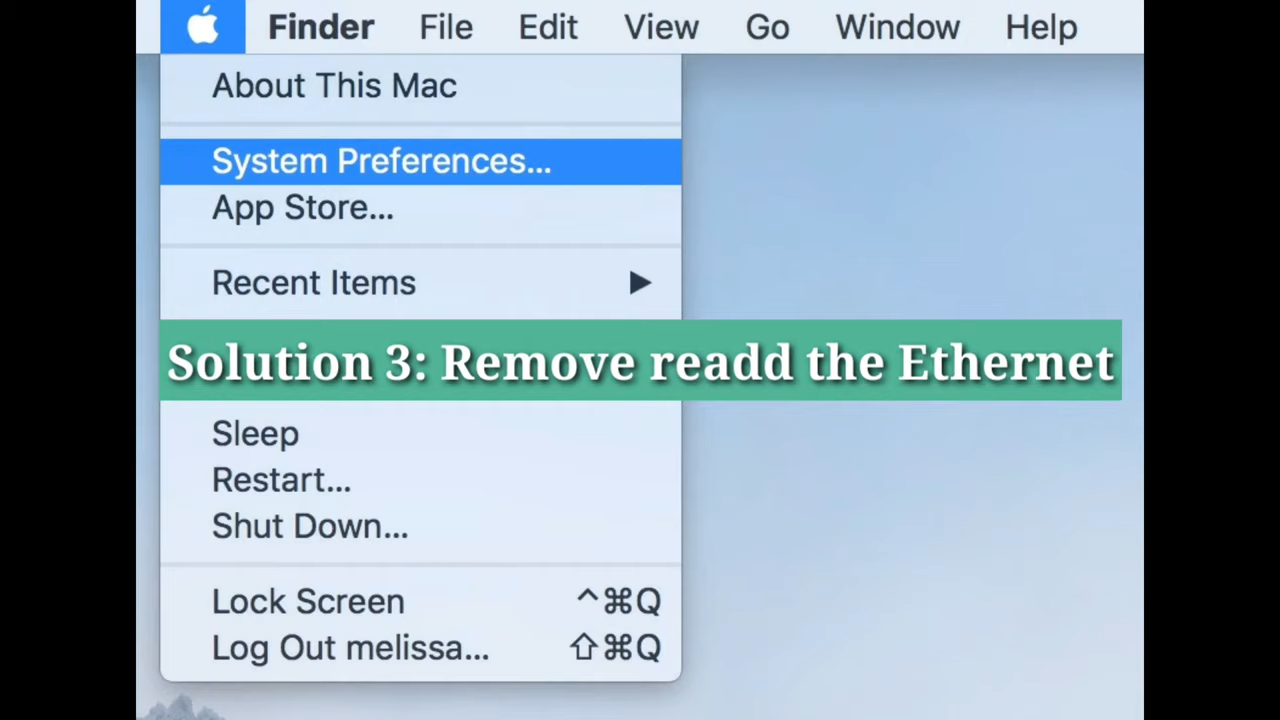 Finder File Edit View Go Window Help
About This Mac
System Preferences...
App Store...
Recent Items ▶
Solution 3: Remove readd the Ethernet
Sleep
Restart...
Shut Down...
Lock Screen ^⌘Q
Log Out melissa... ⇧⌘Q